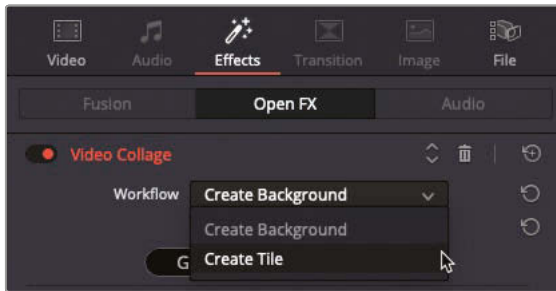 Video Audio Effects Transition Image File
Fusion Open FX Audio
Video Collage
Workflow Create Background
Create Background
Create Tile
G